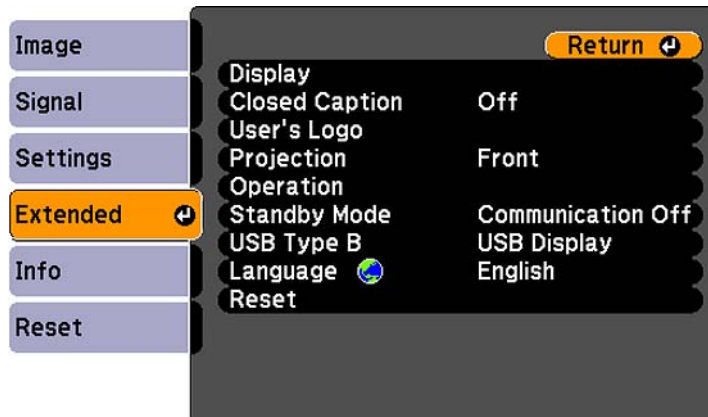 Image
Signal
Settings
Extended
Info
Reset
Return
Display
Closed Caption Off
User's Logo
Projection Front
Operation
Standby Mode Communication Off
USB Type B USB Display
Language English
Reset